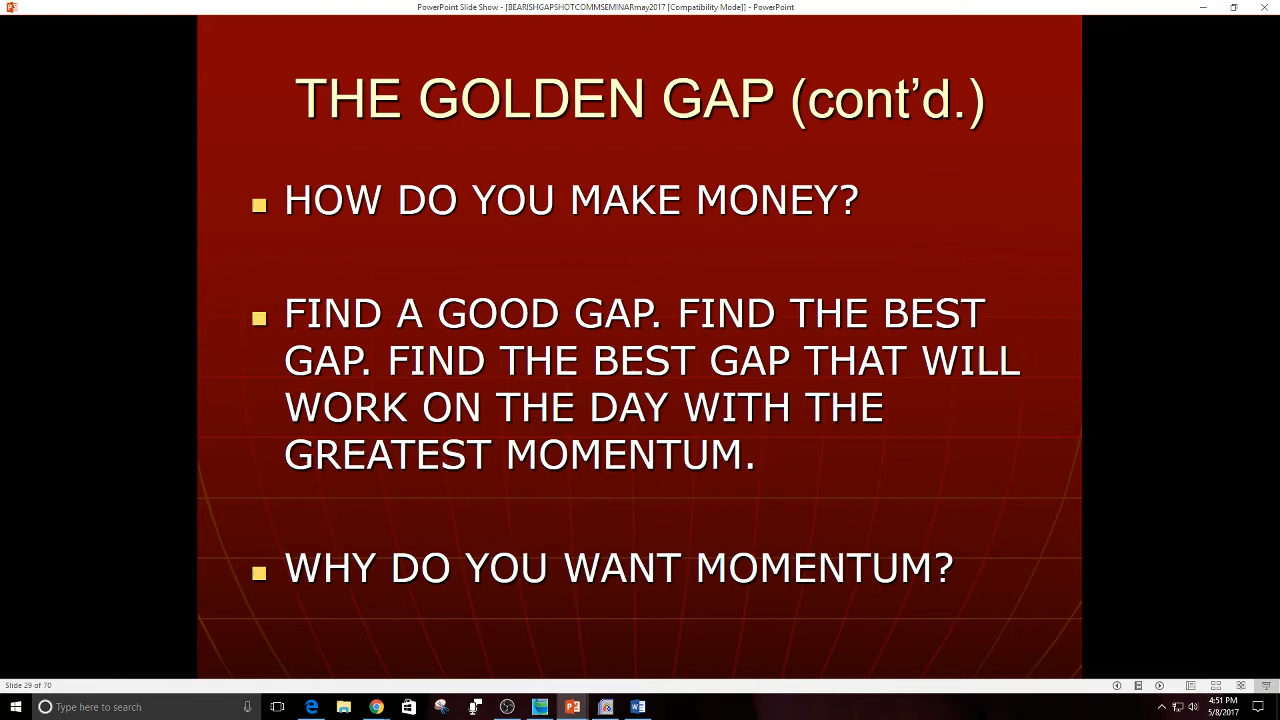 PowerPoint Slide Show - [BEARISHGAPSHOTCOMMSEMINARmay2017 [Compatibility Mode]] - PowerPoint
THE GOLDEN GAP (cont’d.)
HOW DO YOU MAKE MONEY?
FIND A GOOD GAP. FIND THE BEST
GAP. FIND THE BEST GAP THAT WILL
WORK ON THE DAY WITH THE
GREATEST MOMENTUM.
WHY DO YOU WANT MOMENTUM?
Slide 29 of 70
Type here to search
4:51 PM
5/8/2017